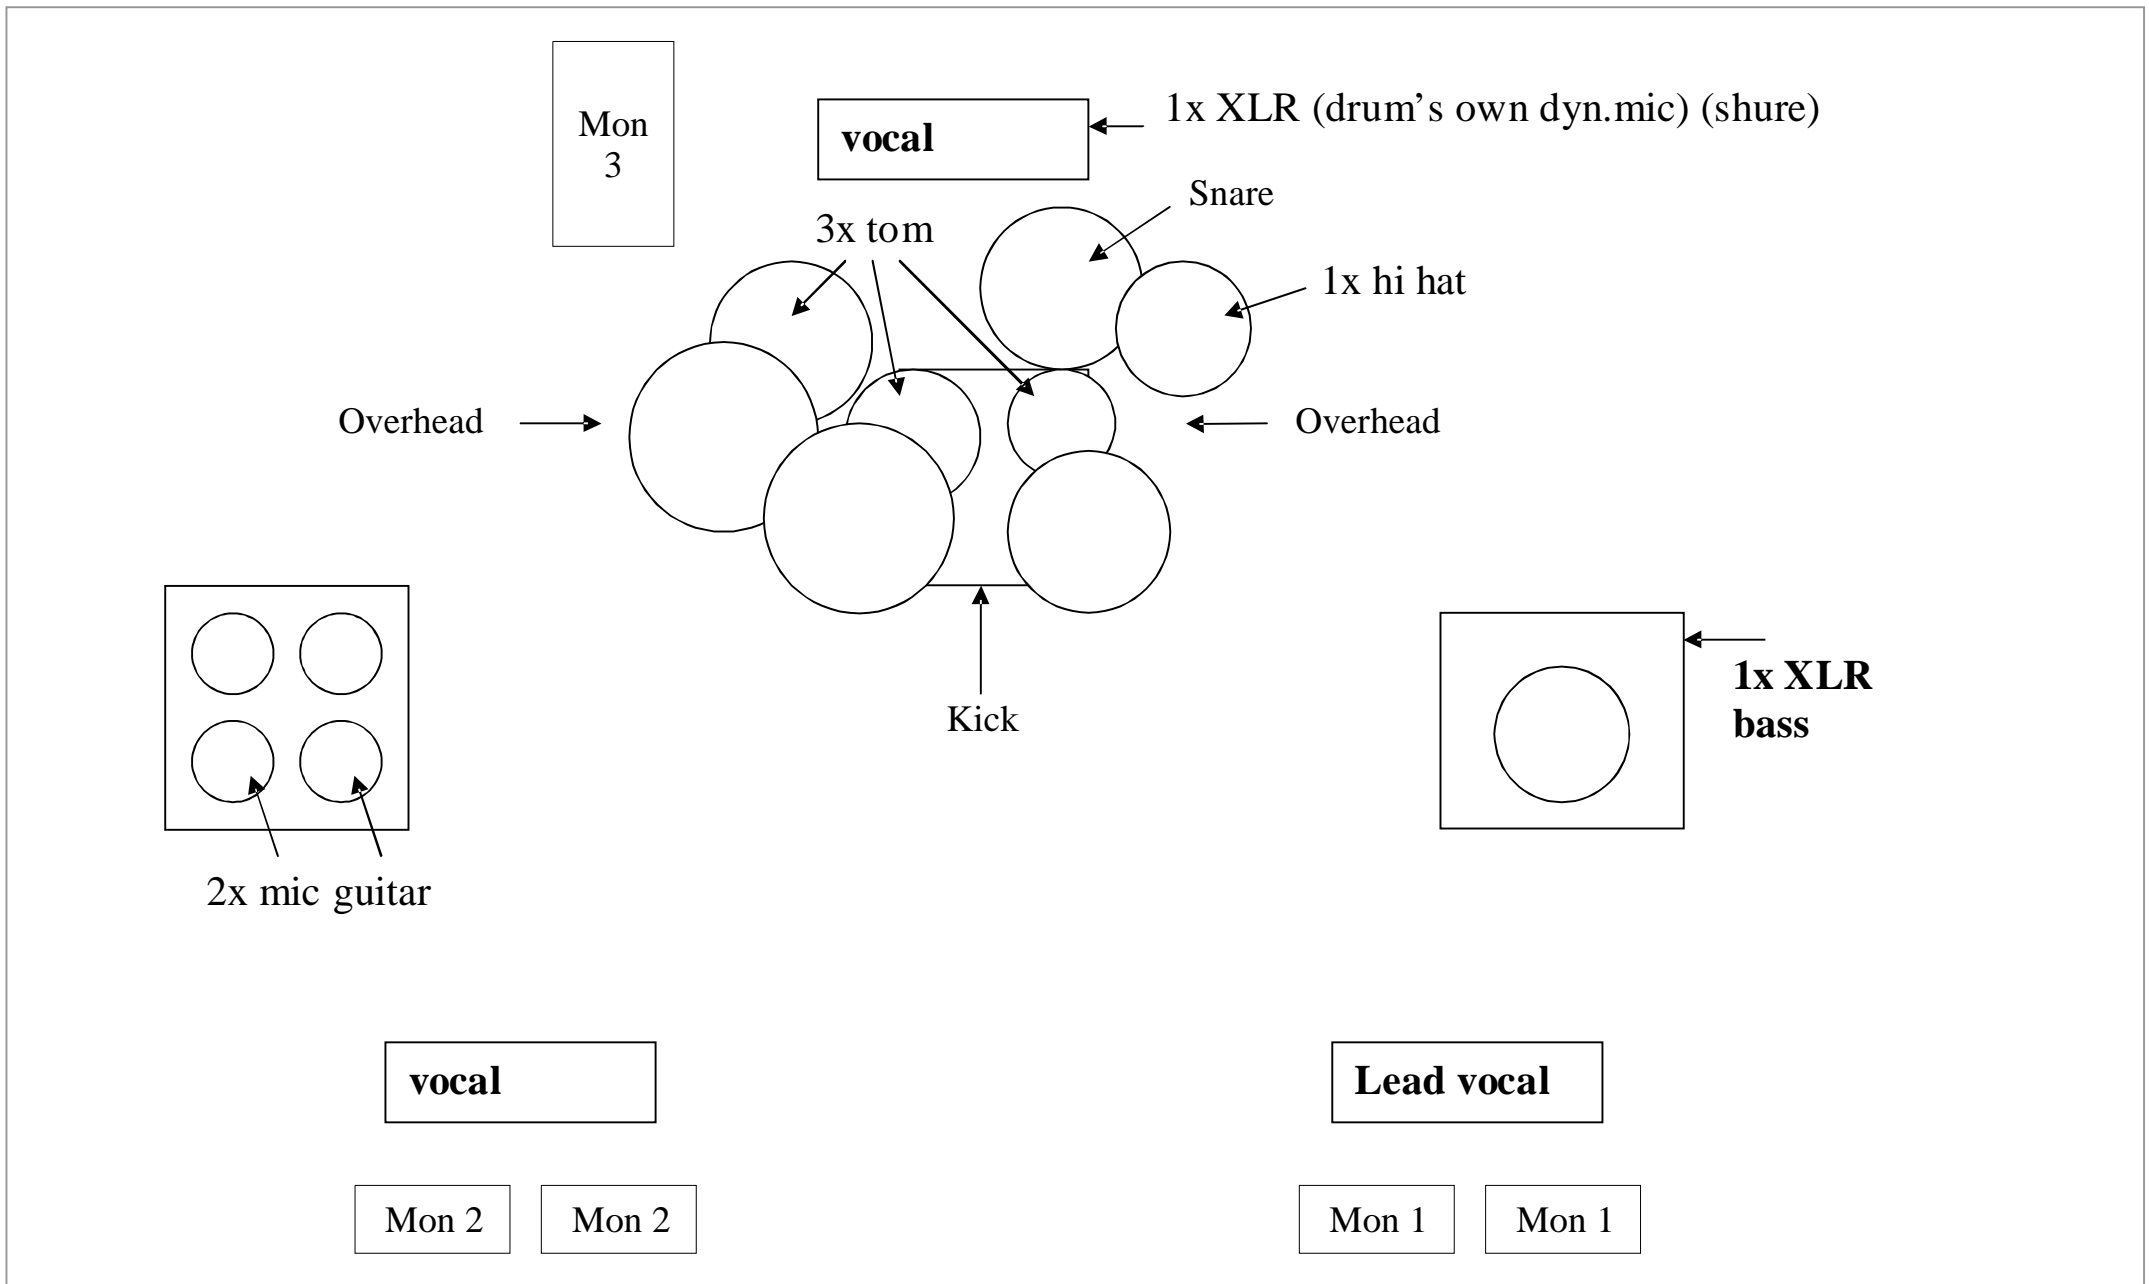 Mon
3
vocal
1x XLR (drum’s own dyn.mic) (shure)
Snare
3x tom
1x hi hat
Overhead
Overhead
Kick
1x XLR
bass
2x mic guitar
vocal
Lead vocal
Mon 2
Mon 2
Mon 1
Mon 1